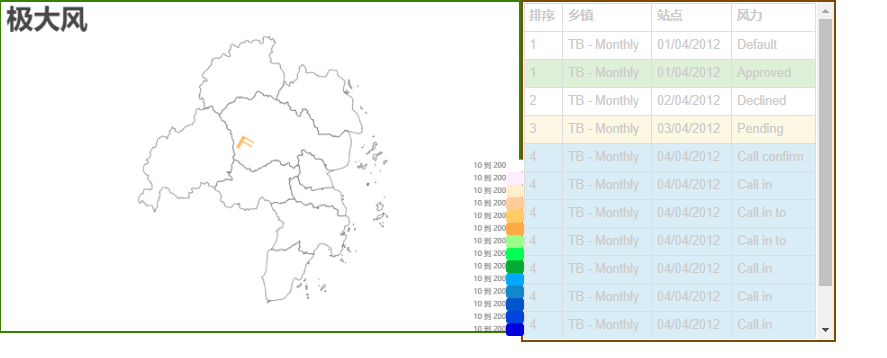 极大风
10 到 200
10 到 200
10 到 200
10 到 200
10 到 200
10 到 200
10 到 200
10 到 200
10 到 200
10 到 200
10 到 200
10 到 200
10 到 200
10 到 200
排序 乡镇 站点 风力
1 TB - Monthly 01/04/2012 Default
1 TB - Monthly 01/04/2012 Approved
2 TB - Monthly 02/04/2012 Declined
3 TB - Monthly 03/04/2012 Pending
4 TB - Monthly 04/04/2012 Call confirm
4 TB - Monthly 04/04/2012 Call in
4 TB - Monthly 04/04/2012 Call in to
4 TB - Monthly 04/04/2012 Call in to
4 TB - Monthly 04/04/2012 Call in
4 TB - Monthly 04/04/2012 Call in
4 TB - Monthly 04/04/2012 Call in